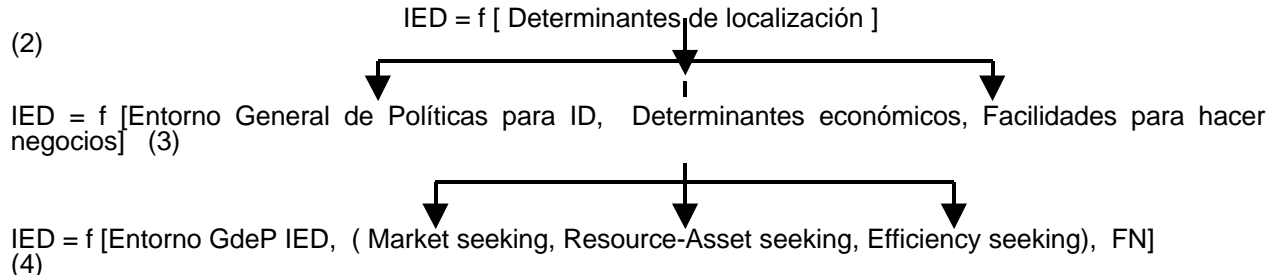 IED = f [ Determinantes de localización ]
(2)
IED = f [Entorno General de Políticas para ID, Determinantes económicos, Facilidades para hacer
negocios] (3)
IED = f [Entorno GdeP IED, ( Market seeking, Resource-Asset seeking, Efficiency seeking), FN]
(4)